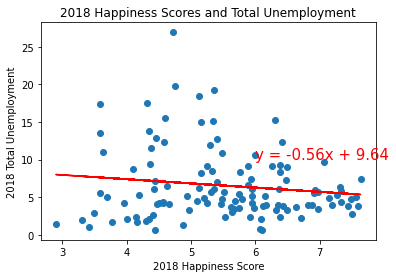 2018 Happiness Scores and Total Unemployment
2018 Total Unemployment
25
20
15
10
5
0
y = -0.56x + 9.64
3 4 5 6 7
2018 Happiness Score